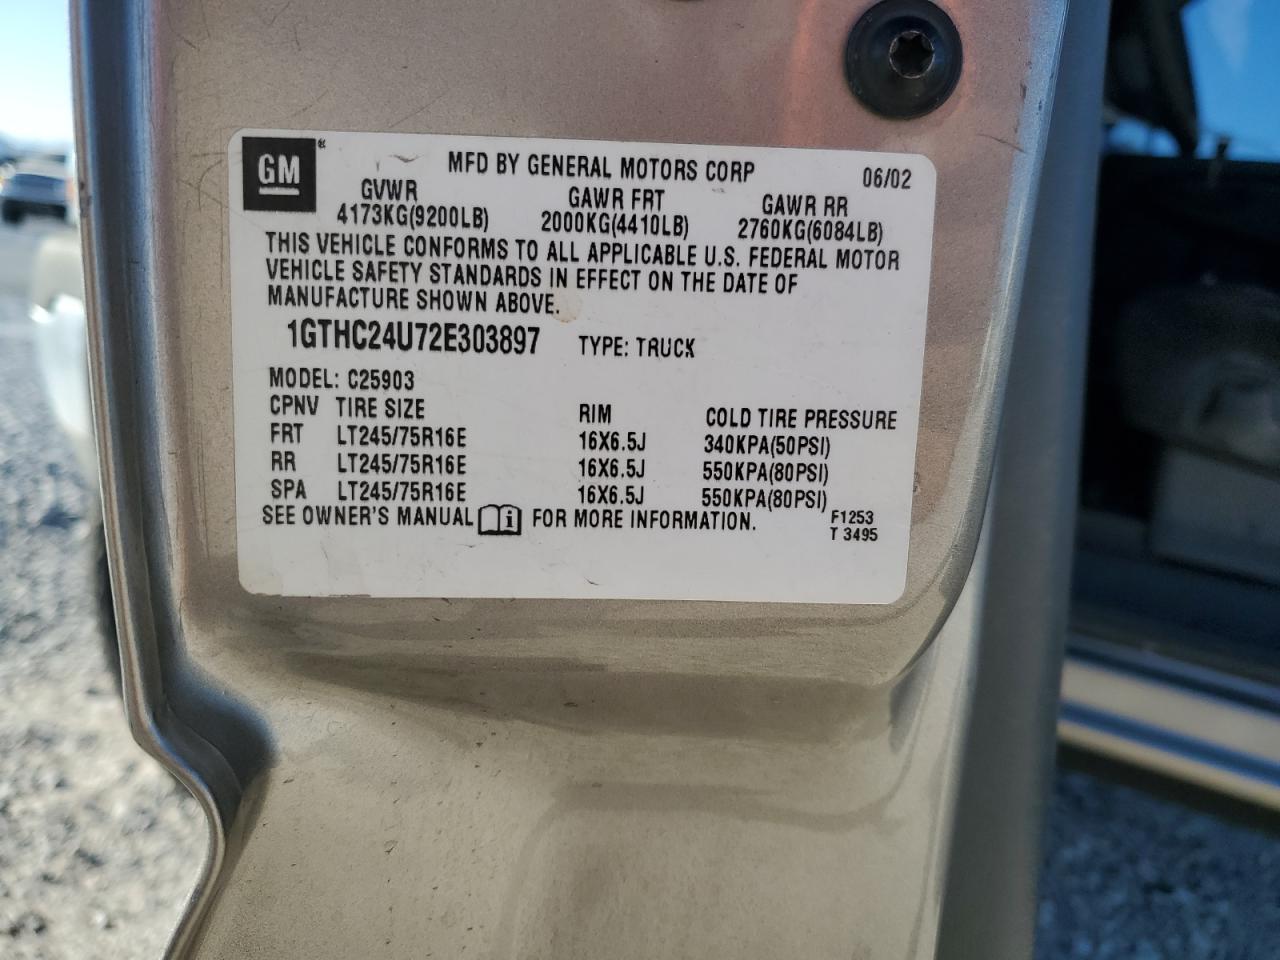 GM
MFD BY GENERAL MOTORS CORP 06/02
GVWR GAWR FRT GAWR RR
4173KG(9200LB) 2000KG(4410LB) 2760KG(6084LB)
THIS VEHICLE CONFORMS TO ALL APPLICABLE U.S. FEDERAL MOTOR
VEHICLE SAFETY STANDARDS IN EFFECT ON THE DATE OF
MANUFACTURE SHOWN ABOVE.
1GTHC24U72E303897 TYPE: TRUCK
MODEL: C25903
CPNV TIRE SIZE RIM COLD TIRE PRESSURE
FRT LT245/75R16E 16X6.5J 340KPA(50PSI)
RR LT245/75R16E 16X6.5J 550KPA(80PSI)
SPA LT245/75R16E 16X6.5J 550KPA(80PSI)
SEE OWNER'S MANUAL i FOR MORE INFORMATION. F1253
T 3495